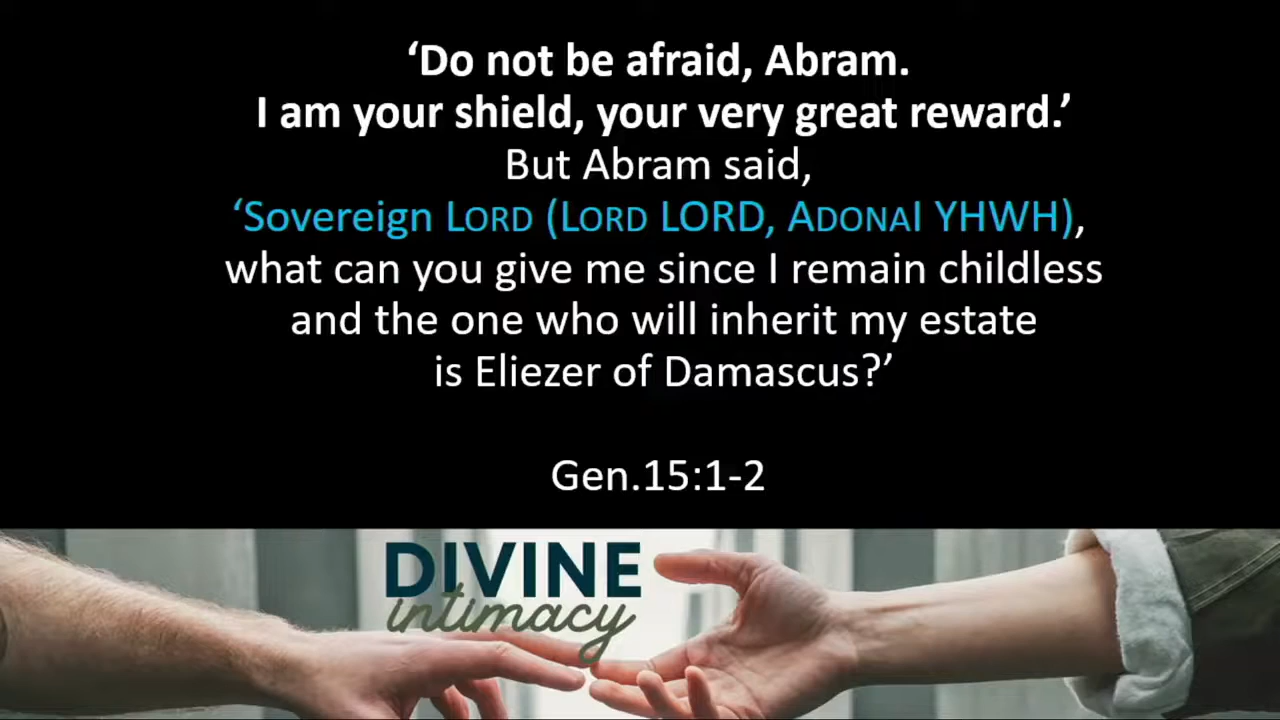 ‘Do not be afraid, Abram.
I am your shield, your very great reward.’
But Abram said,
‘Sovereign LORD (LORD LORD, ADONAI YHWH),
what can you give me since I remain childless
and the one who will inherit my estate
is Eliezer of Damascus?’
Gen.15:1-2
DIVINE
intimacy